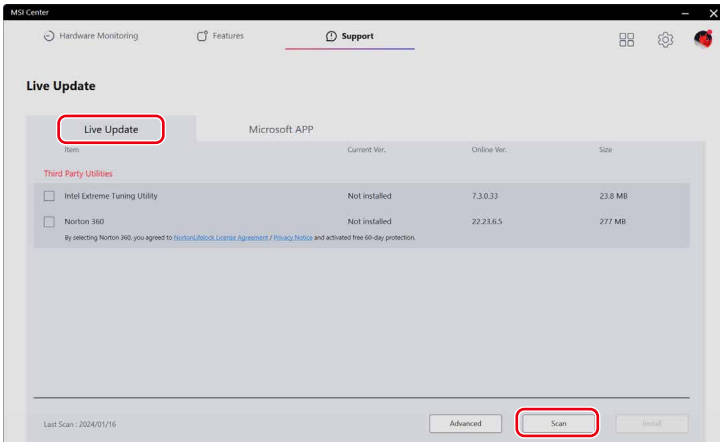 MSI Center
Hardware Monitoring Features Support
Live Update
Live Update Microsoft APP
Item Current Ver. Online Ver. Size
Third Party Utilities
Intel Extreme Tuning Utility Not installed 7.3.0.33 23.8 MB
Norton 360 Not installed 22.23.6.5 277 MB
By selecting Norton 360, you agreed to NortonLifelock License Agreement / Privacy Notice and activated free 60-day protection.
Last Scan : 2024/01/16 Advanced Scan Install